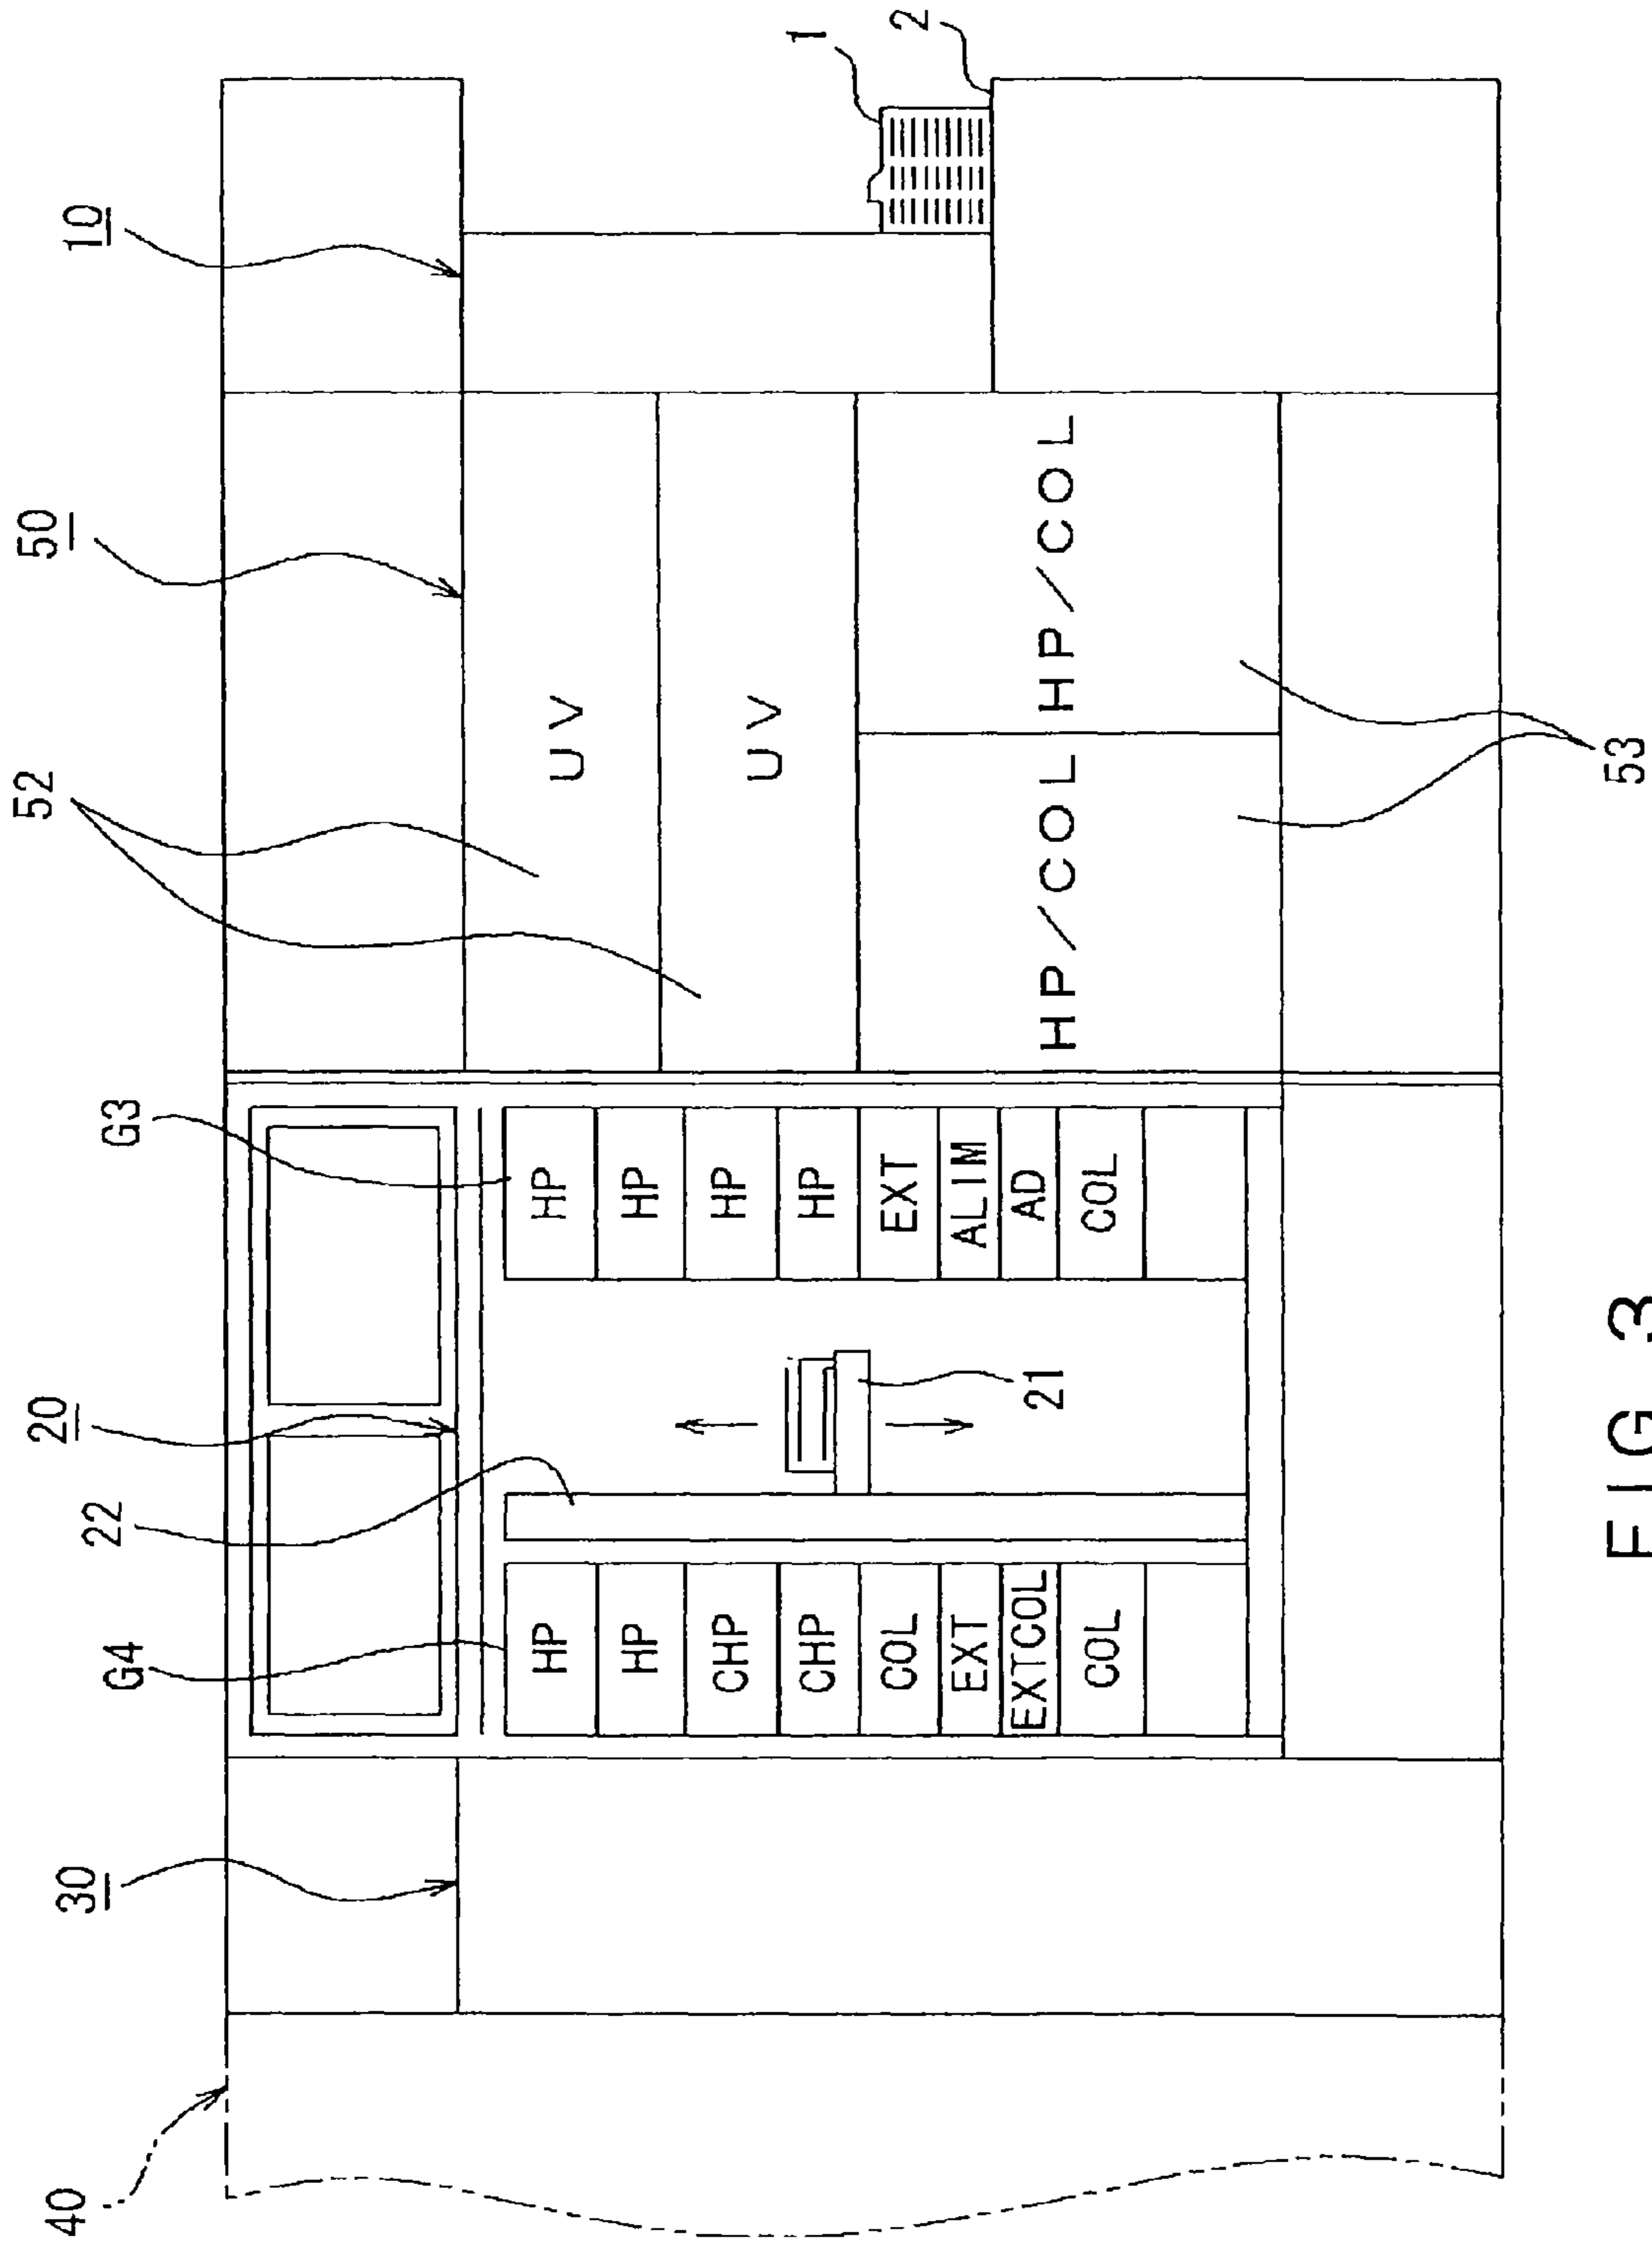 40
30
G4
22
20
G3
52
50
10
1
2
HP
HP
CHP
CHP
COL
EXT
EXTCOL
COL
21
HP
HP
HP
HP
EXT
ALIM
AD
COL
UV
UV
HP/COL
HP/COL
53
FIG. 3